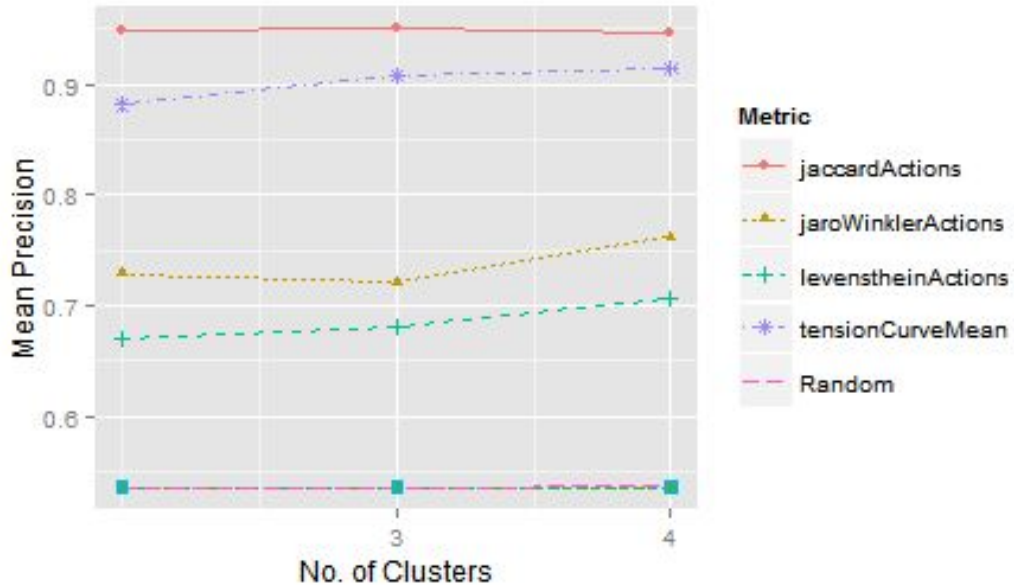 Mean Precision
0.9
0.8
0.7
0.6
3
4
No. of Clusters
Metric
jaccardActions
jaroWinklerActions
levenstheinActions
tensionCurveMean
Random